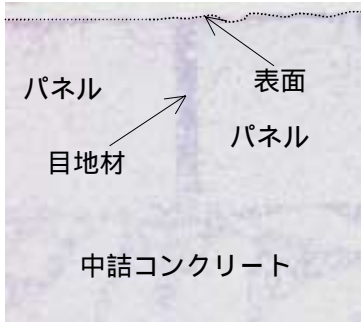 表面
パネル
パネル
目地材
中詰コンクリート